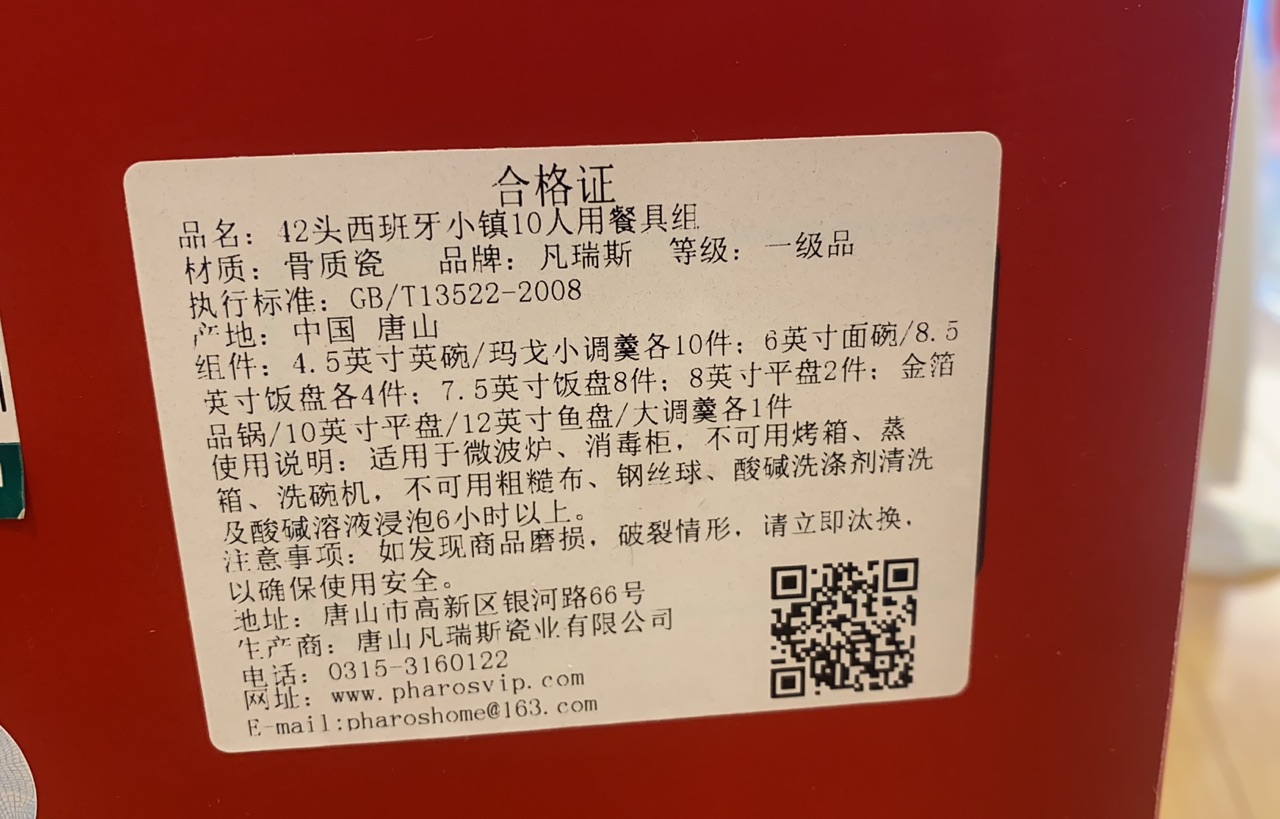 合格证
品名：42头西班牙小镇10人用餐具组
材质：骨质瓷 品牌：凡瑞斯 等级：一级品
执行标准：GB/T13522-2008
产地：中国 唐山
组件：4.5英寸英碗/玛戈小调羹各10件；6英寸面碗/8.5
英寸饭盘各4件；7.5英寸饭盘8件；8英寸平盘2件；金箔
品锅/10英寸平盘/12英寸鱼盘/大调羹各1件
使用说明：适用于微波炉、消毒柜，不可用烤箱、蒸
箱、洗碗机，不可用粗糙布、钢丝球、酸碱洗涤剂清洗
及酸碱溶液浸泡6小时以上。
注意事项：如发现商品磨损，破裂情形，请立即汰换，
以确保使用安全。
地址：唐山市高新区银河路66号
生产商：唐山凡瑞斯瓷业有限公司
电话：0315-3160122
网址：www.pharosvip.com
E-mail:pharoshome@163.com